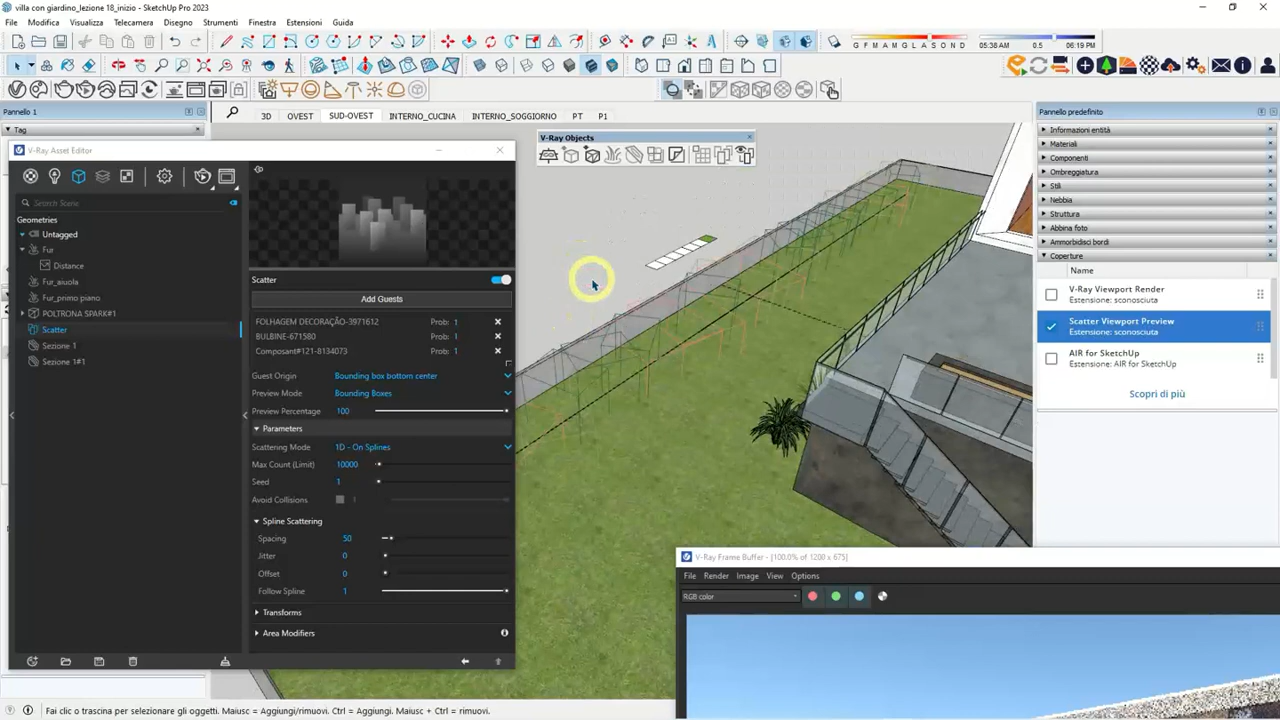 villa con giardino_lezione 18_inizio - SketchUp Pro 2023
File Modifica Visualizza Telecamera Disegno Strumenti Finestra Estensioni Guida
G F M A M G L A S O N D
05:38 AM 0.5 06:19 PM
Pannello 1
Tag
3D OVEST SUD-OVEST INTERNO_CUCINA INTERNO_SOGGIORNO PT P1
V-Ray Objects
V-Ray Asset Editor
Search Scene
Geometries
Untagged
Fur
Distance
Fur_aiuola
Fur_primo piano
POLTRONA SPARK#1
Scatter
Sezione 1
Sezione 1#1
Scatter
Add Guests
FOLHAGEM DECORAÇÃO-3971612 Prob: 1
BULBINE-671580 Prob: 1
Composant#121-8134073 Prob: 1
Guest Origin Bounding box bottom center
Preview Mode Bounding Boxes
Preview Percentage 100
Parameters
Scattering Mode 1D - On Splines
Max Count (Limit) 10000
Seed 1
Avoid Collisions 1
Spline Scattering
Spacing 50
Jitter 0
Offset 0
Follow Spline 1
Transforms
Area Modifiers
Pannello predefinito
Informazioni entità
Materiali
Componenti
Ombreggiatura
Stili
Nebbia
Struttura
Abbina foto
Ammorbidisci bordi
Coperture
Name
V-Ray Viewport Render
Estensione: sconosciuta
Scatter Viewport Preview
Estensione: sconosciuta
AIR for SketchUp
Estensione: AIR for SketchUp
Scopri di più
V-Ray Frame Buffer - [100.0% of 1200 x 675]
File Render Image View Options
RGB color
Fai clic o trascina per selezionare gli oggetti. Maiusc = Aggiungi/rimuovi. Ctrl = Aggiungi. Maiusc + Ctrl = rimuovi.